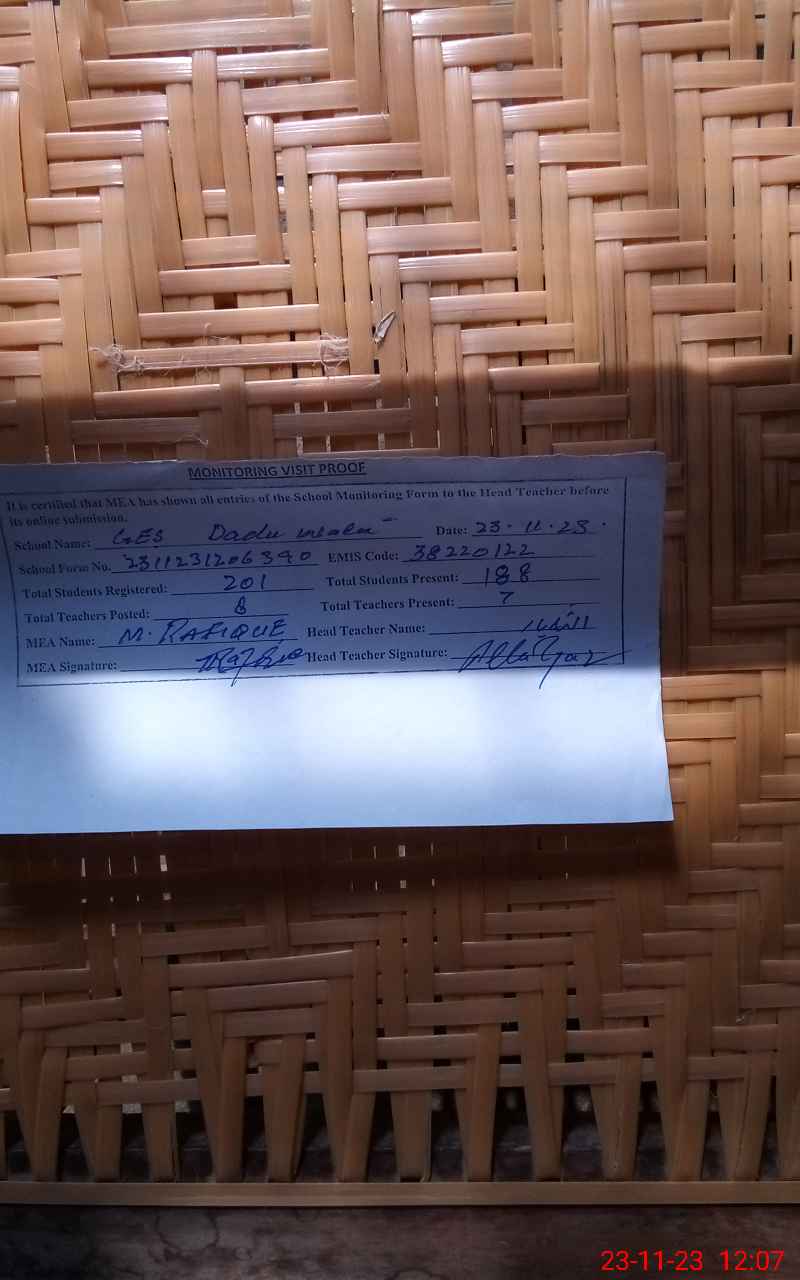 MONITORING VISIT PROOF
It is certified that MEA has shown all entries of the School Monitoring Form to the Head Teacher before
its online submission.
School Name: GES Dadu Date: 23-11-23.
School Form No. 2311231206340 EMIS Code: 38220122
Total Students Registered: 201 Total Students Present: 188
Total Teachers Posted: 8 Total Teachers Present: 7
MEA Name: M. RAFIQUE Head Teacher Name: اللہ یار
MEA Signature: Head Teacher Signature:
23-11-23 12:07